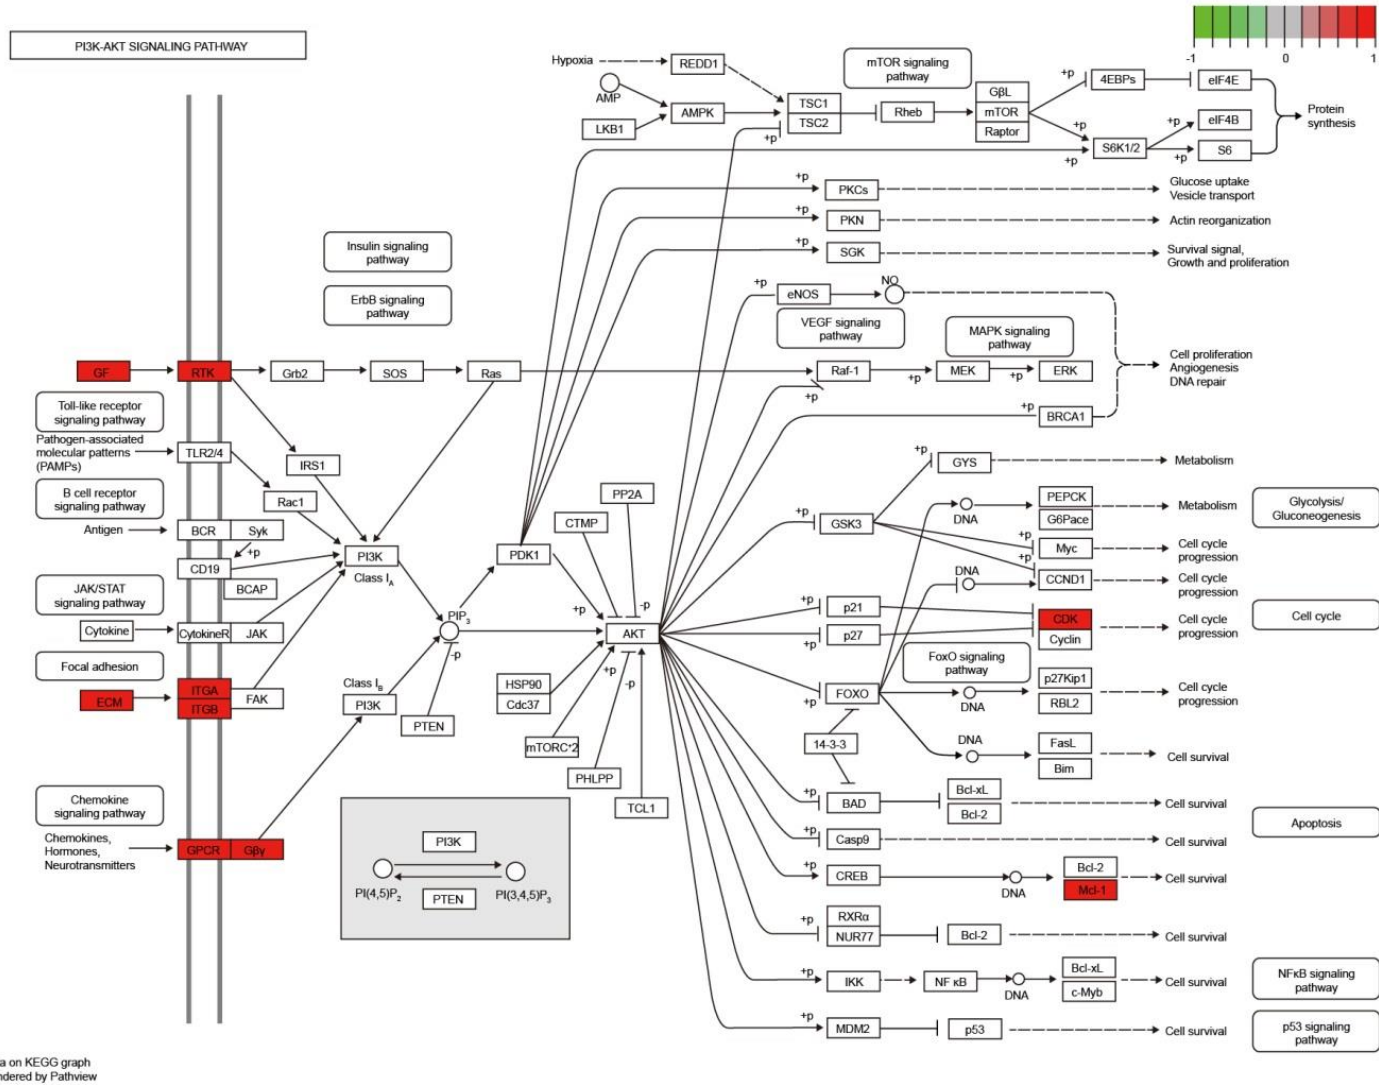 PI3K-AKT SIGNALING PATHWAY
-1
0
1
Hypoxia
REDD1
mTOR signaling
pathway
AMP
AMPK
LKB1
TSC1
TSC2
+p
Rheb
GβL
mTOR
Raptor
+p
4EBPs
eIF4E
+p
S6K1/2
+p
+p
eIF4B
+p
S6
Protein
synthesis
+p
PKCs
Glucose uptake
Vesicle transport
+p
PKN
Actin reorganization
+p
SGK
Survival signal,
Growth and proliferation
Insulin signaling
pathway
ErbB signaling
pathway
+p
eNOS
NO
VEGF signaling
pathway
MAPK signaling
pathway
GF
RTK
Grb2
SOS
Ras
Raf-1
+p
+p
MEK
+p
ERK
Cell proliferation
Angiogenesis
DNA repair
+p
BRCA1
Toll-like receptor
signaling pathway
Pathogen-associated
molecular patterns
(PAMPs)
TLR2/4
IRS1
Rac1
B cell receptor
signaling pathway
Antigen
BCR
Syk
+p
CD19
BCAP
PI3K
Class IA
PDK1
CTMP
PP2A
+p
GYS
Metabolism
+p
GSK3
DNA
PEPCK
G6Pace
Metabolism
Glycolysis/
Gluconeogenesis
+p
Myc
Cell cycle
progression
+p
DNA
CCND1
Cell cycle
progression
JAK/STAT
signaling pathway
Cytokine
CytokineR
JAK
PIP3
-p
+p
-p
AKT
+p
p21
+p
p27
CDK
Cyclin
Cell cycle
progression
Cell cycle
Focal adhesion
ECM
ITGA
ITGB
FAK
Class IB
PI3K
PTEN
HSP90
Cdc37
+p
-p
mTORC*2
PHLPP
TCL1
FoxO signaling
pathway
+p
FOXO
DNA
p27Kip1
RBL2
Cell cycle
progression
14-3-3
DNA
FasL
Bim
Cell survival
Chemokine
signaling pathway
Chemokines,
Hormones,
Neurotransmitters
GPCR
Gβγ
PI3K
PI(4,5)P2
PTEN
PI(3,4,5)P3
+p
BAD
Bcl-xL
Bcl-2
Cell survival
Apoptosis
+p
Casp9
Cell survival
+p
CREB
DNA
Bcl-2
Mcl-1
Cell survival
+p
RXRα
NUR77
Bcl-2
Cell survival
+p
IKK
NF κB
DNA
Bcl-xL
c-Myb
Cell survival
NFκB signaling
pathway
+p
MDM2
p53
Cell survival
p53 signaling
pathway
a on KEGG graph
ndered by Pathview